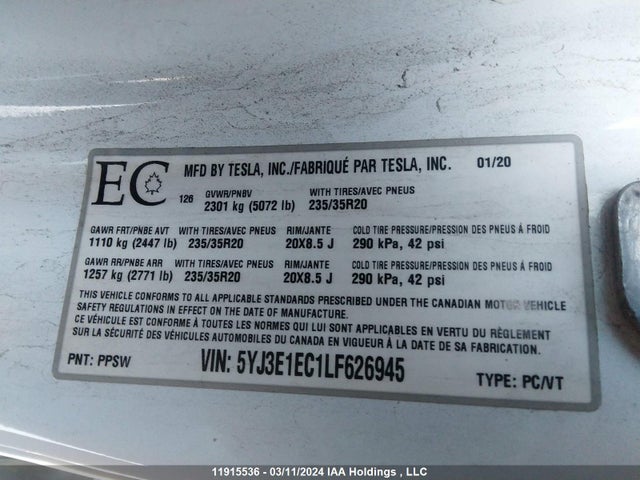 EC
MFD BY TESLA, INC./FABRIQUÉ PAR TESLA, INC. 01/20
126 GVWR/PNBV WITH TIRES/AVEC PNEUS
2301 kg (5072 lb) 235/35R20
GAWR FRT/PNBE AVT WITH TIRES/AVEC PNEUS RIM/JANTE COLD TIRE PRESSURE/PRESSION DES PNEUS À FROID
1110 kg (2447 lb) 235/35R20 20X8.5 J 290 kPa, 42 psi
GAWR RR/PNBE ARR WITH TIRES/AVEC PNEUS RIM/JANTE COLD TIRE PRESSURE/PRESSION DES PNEUS À FROID
1257 kg (2771 lb) 235/35R20 20X8.5 J 290 kPa, 42 psi
THIS VEHICLE CONFORMS TO ALL APPLICABLE STANDARDS PRESCRIBED UNDER THE CANADIAN MOTOR VEHICLE
SAFETY REGULATIONS IN EFFECT ON THE DATE OF MANUFACTURE.
CE VÉHICULE EST CONFORME À TOUTES LES NORMES QUI LUI SONT APPLICABLES EN VERTU DU RÈGLEMENT
SUR LA SÉCURITÉ DES VÉHICULES AUTOMOBILES DU CANADA EN VIGUEUR À LA DATE DE SA FABRICATION.
PNT: PPSW VIN: 5YJ3E1EC1LF626945 TYPE: PC/VT
11915536 - 03/11/2024 IAA Holdings , LLC